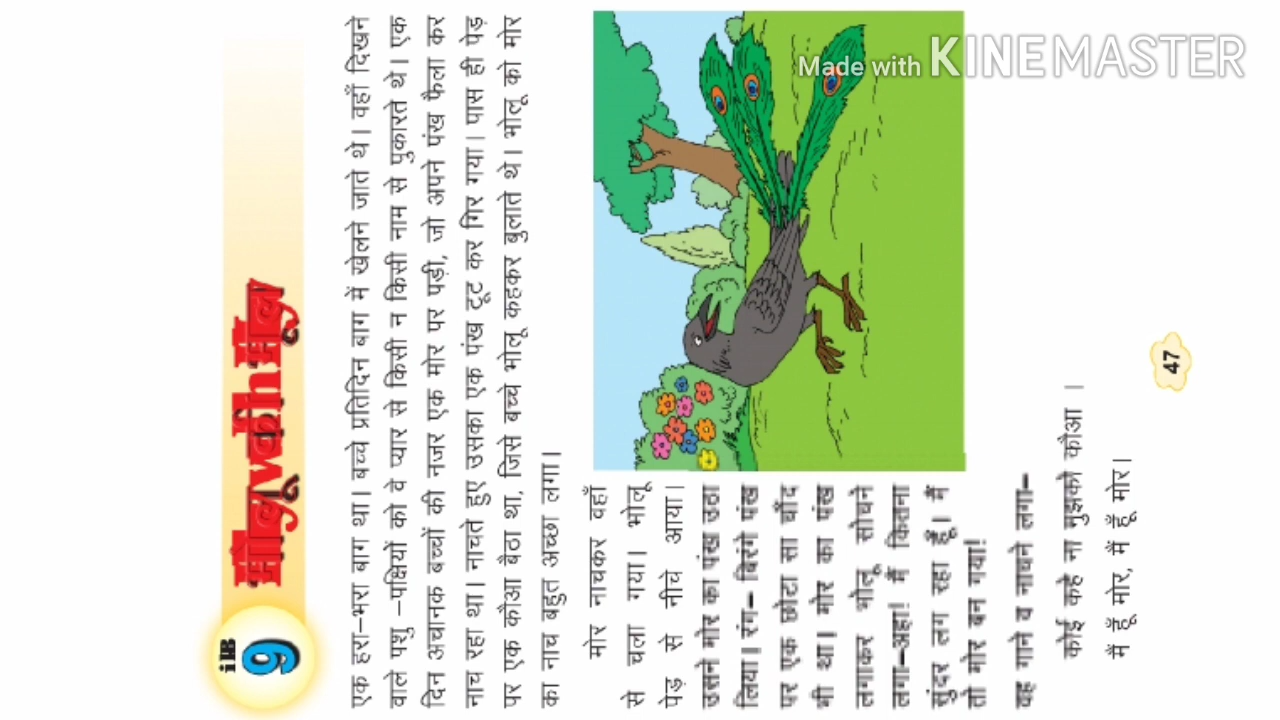 iB
9
भोलू की भूल
एक हरा–भरा बाग था। बच्चे प्रतिदिन बाग में खेलने जाते थे। वहाँ दिखने
वाले पशु –पक्षियों को वे प्यार से किसी न किसी नाम से पुकारते थे। एक
दिन अचानक बच्चों की नजर एक मोर पर पड़ी, जो अपने पंख फैला कर
नाच रहा था। नाचते हुए उसका एक पंख टूट कर गिर गया। पास ही पेड़
पर एक कौआ बैठा था, जिसे बच्चे भोलू कहकर बुलाते थे। भोलू को मोर
का नाच बहुत अच्छा लगा।
मोर नाचकर वहाँ
से चला गया। भोलू
पेड़ से नीचे आया।
उसने मोर का पंख उठा
लिया। रंग– बिरंगे पंख
पर एक छोटा सा चाँद
भी था। मोर का पंख
लगाकर भोलू सोचने
लगा–अहा! मैं कितना
सुंदर लग रहा हूँ। मैं
तो मोर बन गया!
वह गाने व नाचने लगा–
कोई कहे ना मुझको कौआ ।
मैं हूँ मोर, मैं हूँ मोर।
47
Made with KINEMASTER